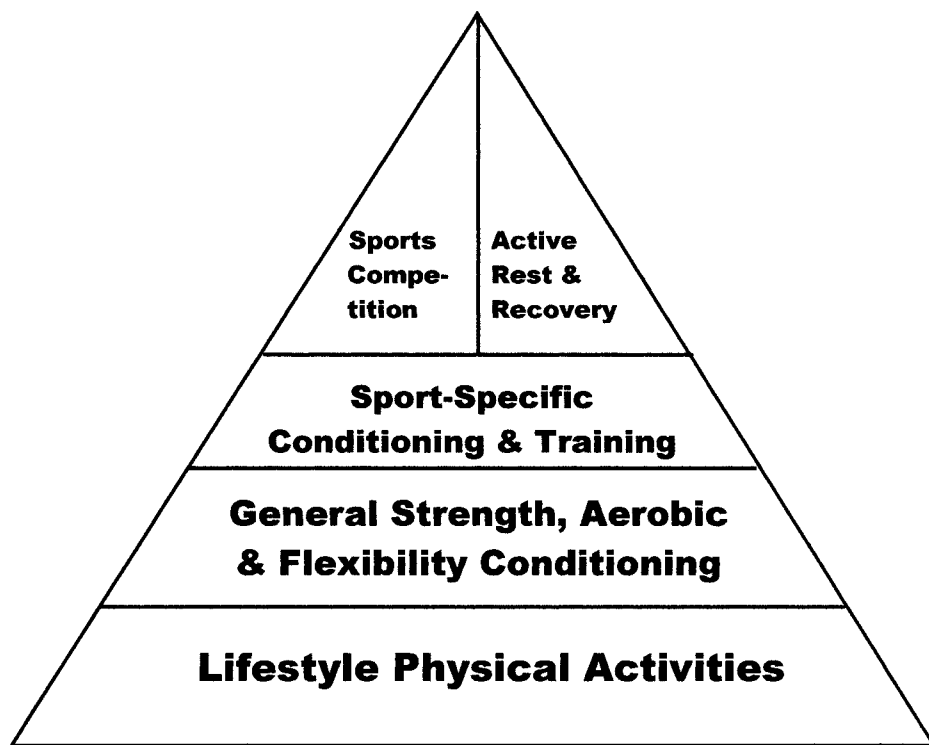 Sports
Compe-
tition
Active
Rest &
Recovery
Sport-Specific
Conditioning & Training
General Strength, Aerobic
& Flexibility Conditioning
Lifestyle Physical Activities